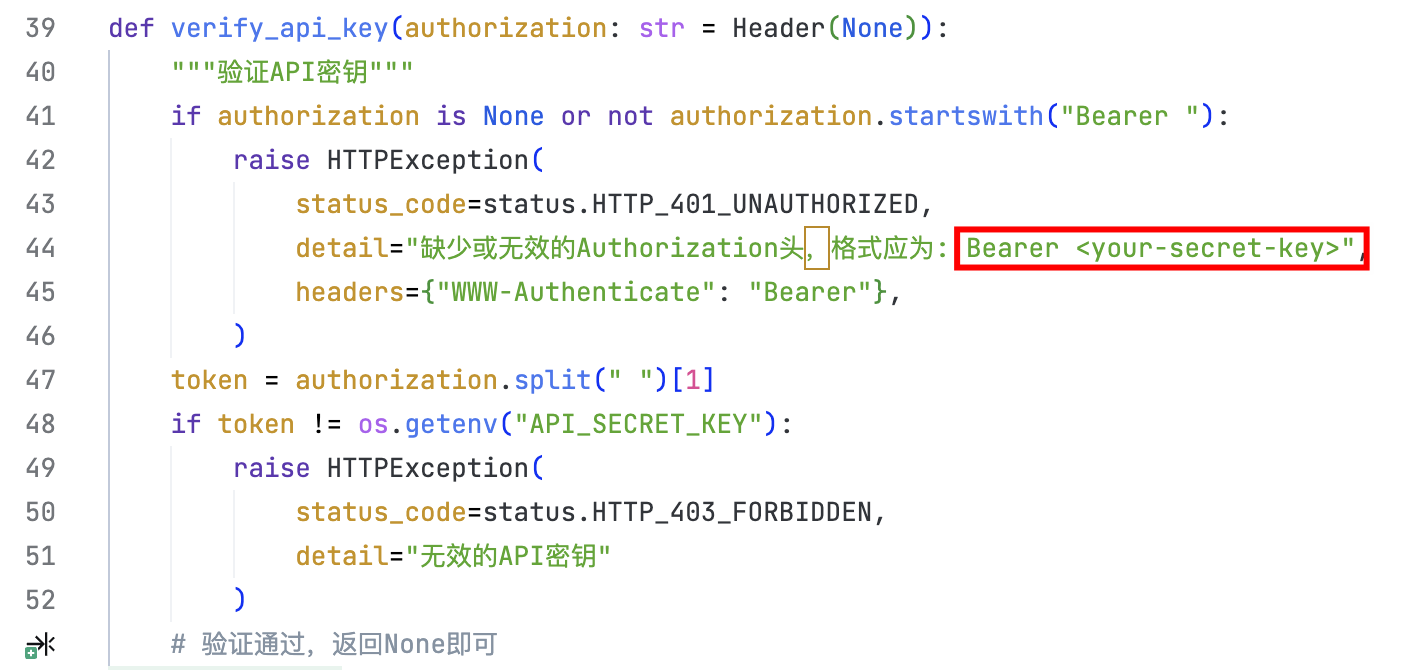 39 def verify_api_key(authorization: str = Header(None)):
40 """验证API密钥"""
41 if authorization is None or not authorization.startswith("Bearer "):
42 raise HTTPException(
43 status_code=status.HTTP_401_UNAUTHORIZED,
44 detail="缺少或无效的Authorization头，格式应为: Bearer <your-secret-key>",
45 headers={"WWW-Authenticate": "Bearer"},
46 )
47 token = authorization.split(" ")[1]
48 if token != os.getenv("API_SECRET_KEY"):
49 raise HTTPException(
50 status_code=status.HTTP_403_FORBIDDEN,
51 detail="无效的API密钥"
52 )
# 验证通过，返回None即可